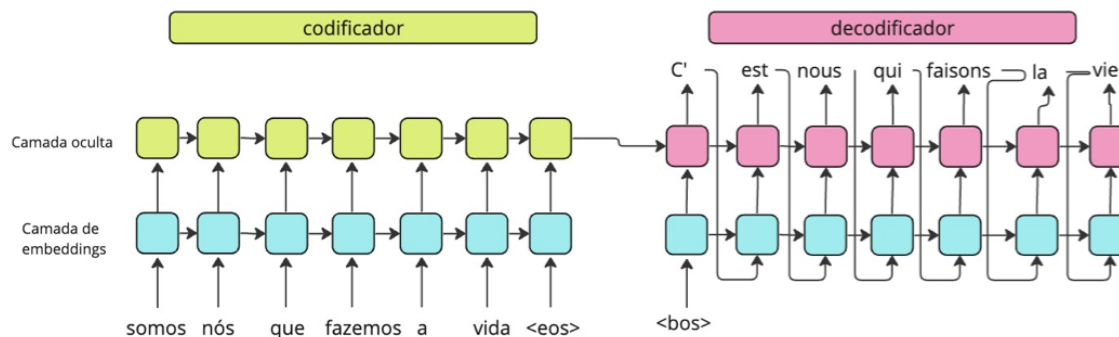 codificador
decodificador
C' est nous qui faisons la vie
Camada oculta
Camada de
embeddings
somos nós que fazemos a vida <eos>
<bos>